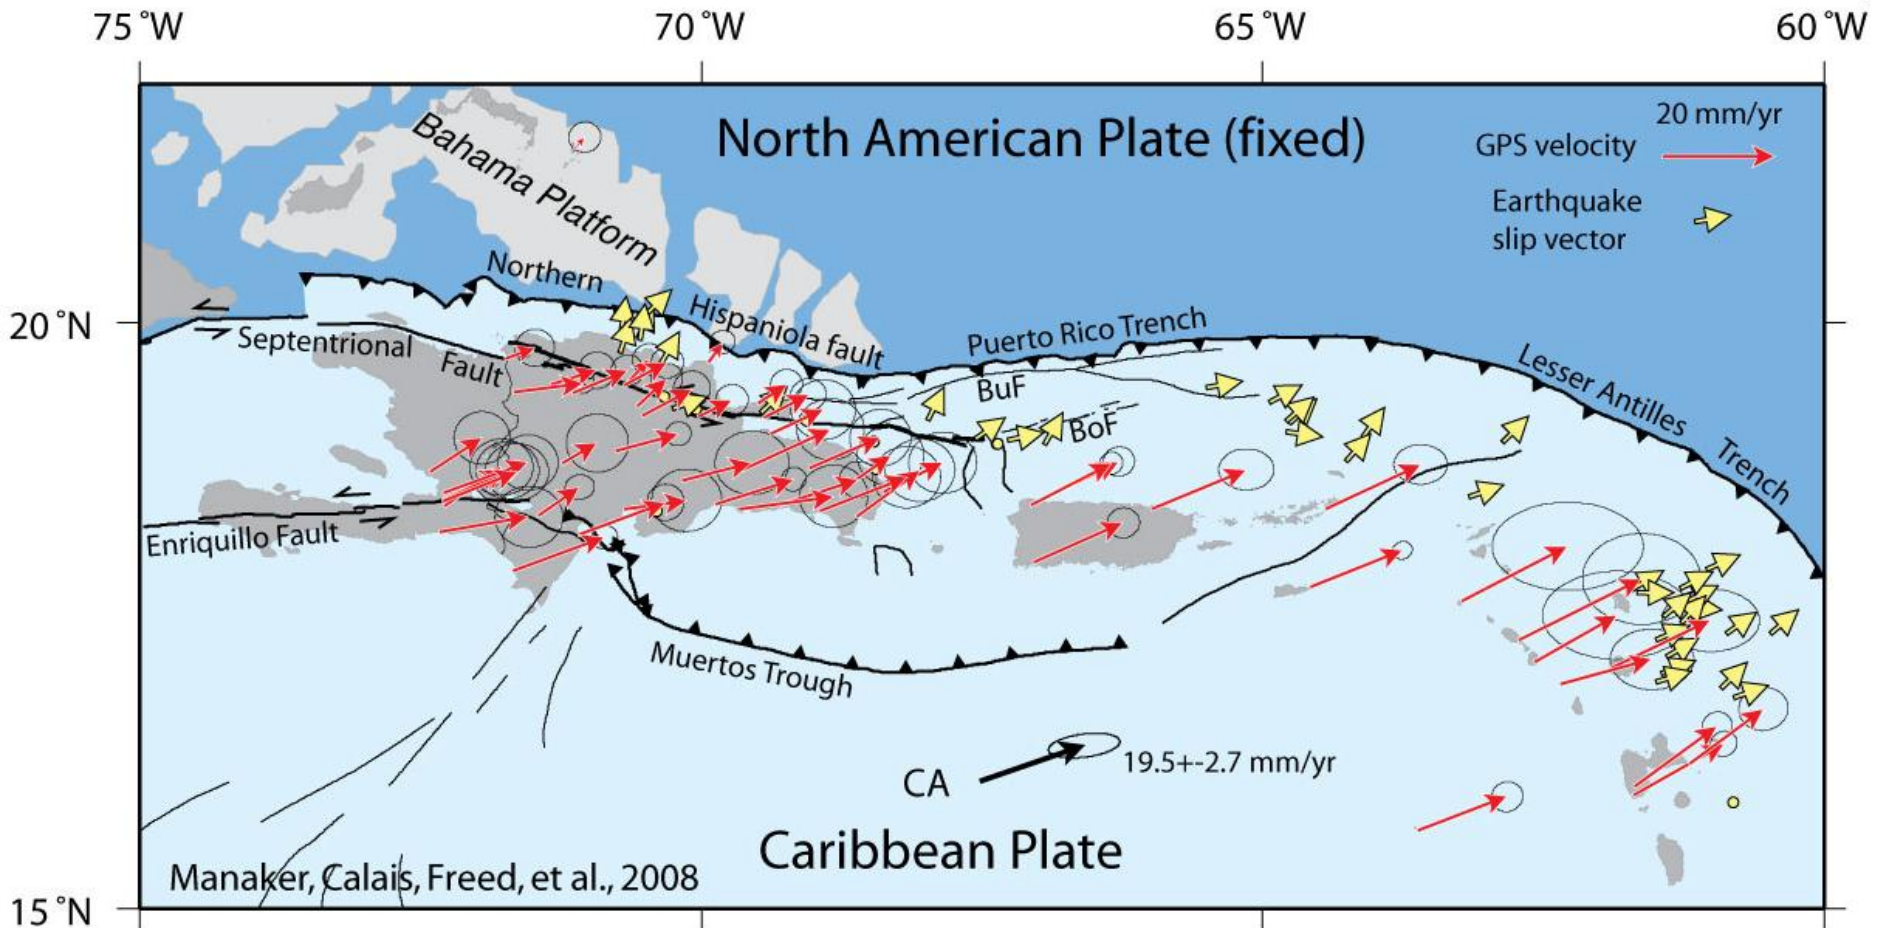 75 °W
70 °W
65 °W
60 °W
20 mm/yr
North American Plate (fixed)
GPS velocity
Bahama Platform
Earthquake
slip vector
Northern
Hispaniola fault
20 °N
Septentrional
Fault
Puerto Rico Trench
Lesser Antilles
Trench
BuF
BoF
Enriquillo Fault
Muertos Trough
CA
19.5+-2.7 mm/yr
Caribbean Plate
Manaker, Calais, Freed, et al., 2008
15 °N